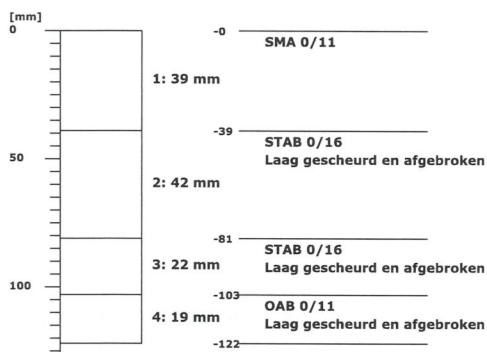 [mm]
0
-0
SMA 0/11
1: 39 mm
-39
STAB 0/16
Laag gescheurd en afgebroken
50
2: 42 mm
-81
STAB 0/16
Laag gescheurd en afgebroken
3: 22 mm
100
-103
OAB 0/11
4: 19 mm
Laag gescheurd en afgebroken
-122